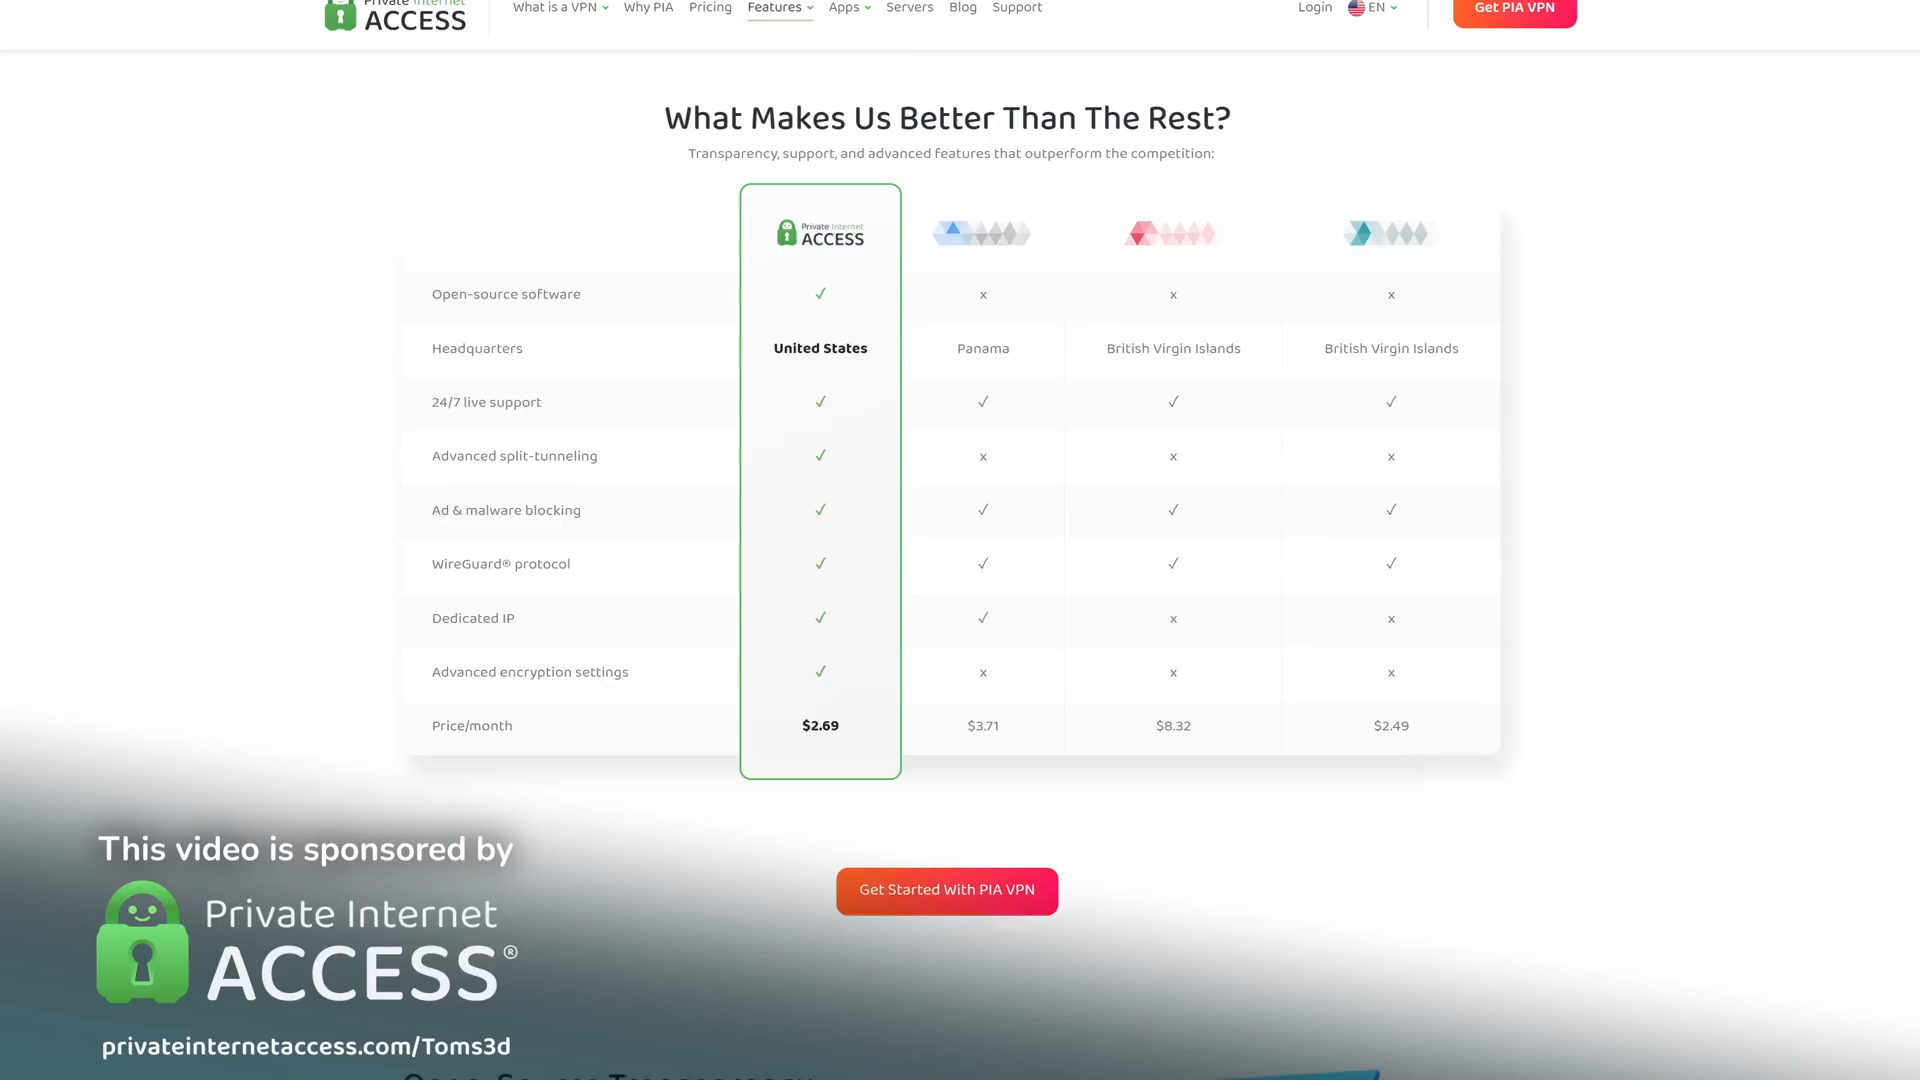 Private Internet
ACCESS
What is a VPN
Why PIA
Pricing
Features
Apps
Servers
Blog
Support
Login
EN
Get PIA VPN
What Makes Us Better Than The Rest?
Transparency, support, and advanced features that outperform the competition:
Private Internet
ACCESS
Open-source software ✓ x x x
Headquarters United States Panama British Virgin Islands British Virgin Islands
24/7 live support ✓ ✓ ✓ ✓
Advanced split-tunneling ✓ x x x
Ad & malware blocking ✓ ✓ ✓ ✓
WireGuard® protocol ✓ ✓ ✓ ✓
Dedicated IP ✓ ✓ x x
Advanced encryption settings ✓ x x x
Price/month $2.69 $3.71 $8.32 $2.49
Get Started With PIA VPN
This video is sponsored by
Private Internet
ACCESS®
privateinternetaccess.com/Toms3d